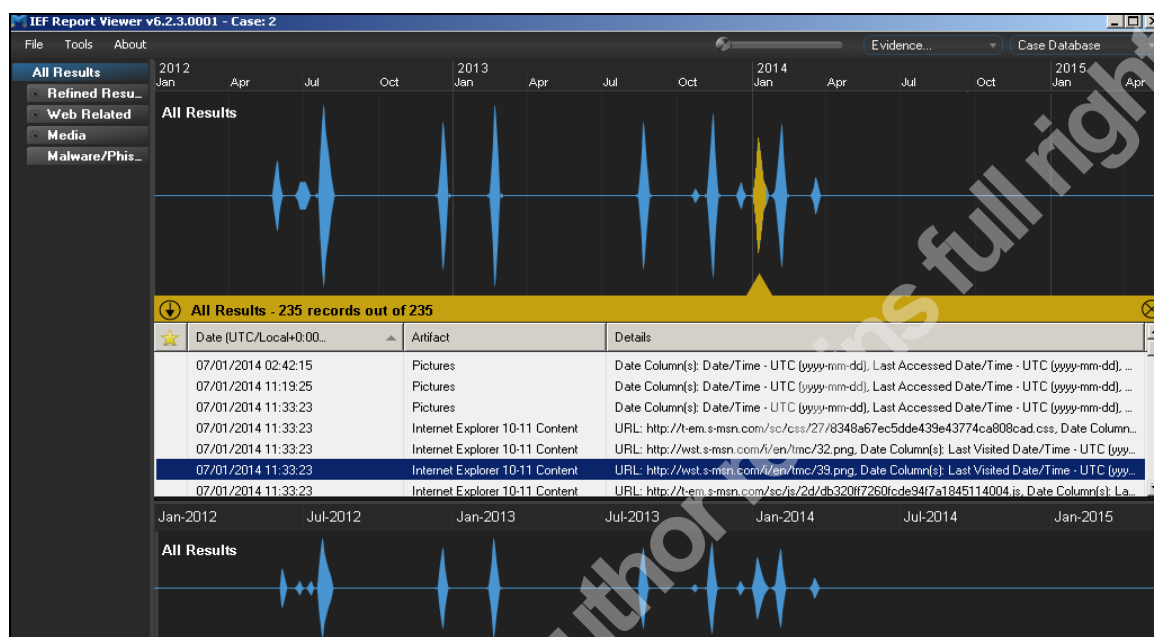 IEF Report Viewer v6.2.3.0001 - Case: 2
File Tools About
Evidence...
Case Database
All Results
Refined Resu...
Web Related
Media
Malware/Phis...
2012 2013 2014 2015
Jan Apr Jul Oct Jan Apr Jul Oct Jan Apr Jul Oct Jan Apr
All Results
All Results - 235 records out of 235
Date (UTC/Local+0:00... Artifact Details
07/01/2014 02:42:15 Pictures Date Column(s): Date/Time - UTC (yyyy-mm-dd), Last Accessed Date/Time - UTC (yyyy-mm-dd), ...
07/01/2014 11:19:25 Pictures Date Column(s): Date/Time - UTC (yyyy-mm-dd), Last Accessed Date/Time - UTC (yyyy-mm-dd), ...
07/01/2014 11:33:23 Pictures Date Column(s): Date/Time - UTC (yyyy-mm-dd), Last Accessed Date/Time - UTC (yyyy-mm-dd), ...
07/01/2014 11:33:23 Internet Explorer 10-11 Content URL: http://t-em.s-msn.com/sc/css/27/8348a67ec5dde439e43774ca808cad.css, Date Column...
07/01/2014 11:33:23 Internet Explorer 10-11 Content URL: http://wst.s-msn.com/i/en/tmc/32.png, Date Column(s): Last Visited Date/Time - UTC (yyy...
07/01/2014 11:33:23 Internet Explorer 10-11 Content URL: http://wst.s-msn.com/i/en/tmc/39.png, Date Column(s): Last Visited Date/Time - UTC (yyy...
07/01/2014 11:33:23 Internet Explorer 10-11 Content URL: http://t-em.s-msn.com/sc/js/2d/db320ff7260fcde94f7a1845114004.js, Date Column(s): La...
Jan-2012 Jul-2012 Jan-2013 Jul-2013 Jan-2014 Jul-2014 Jan-2015
All Results